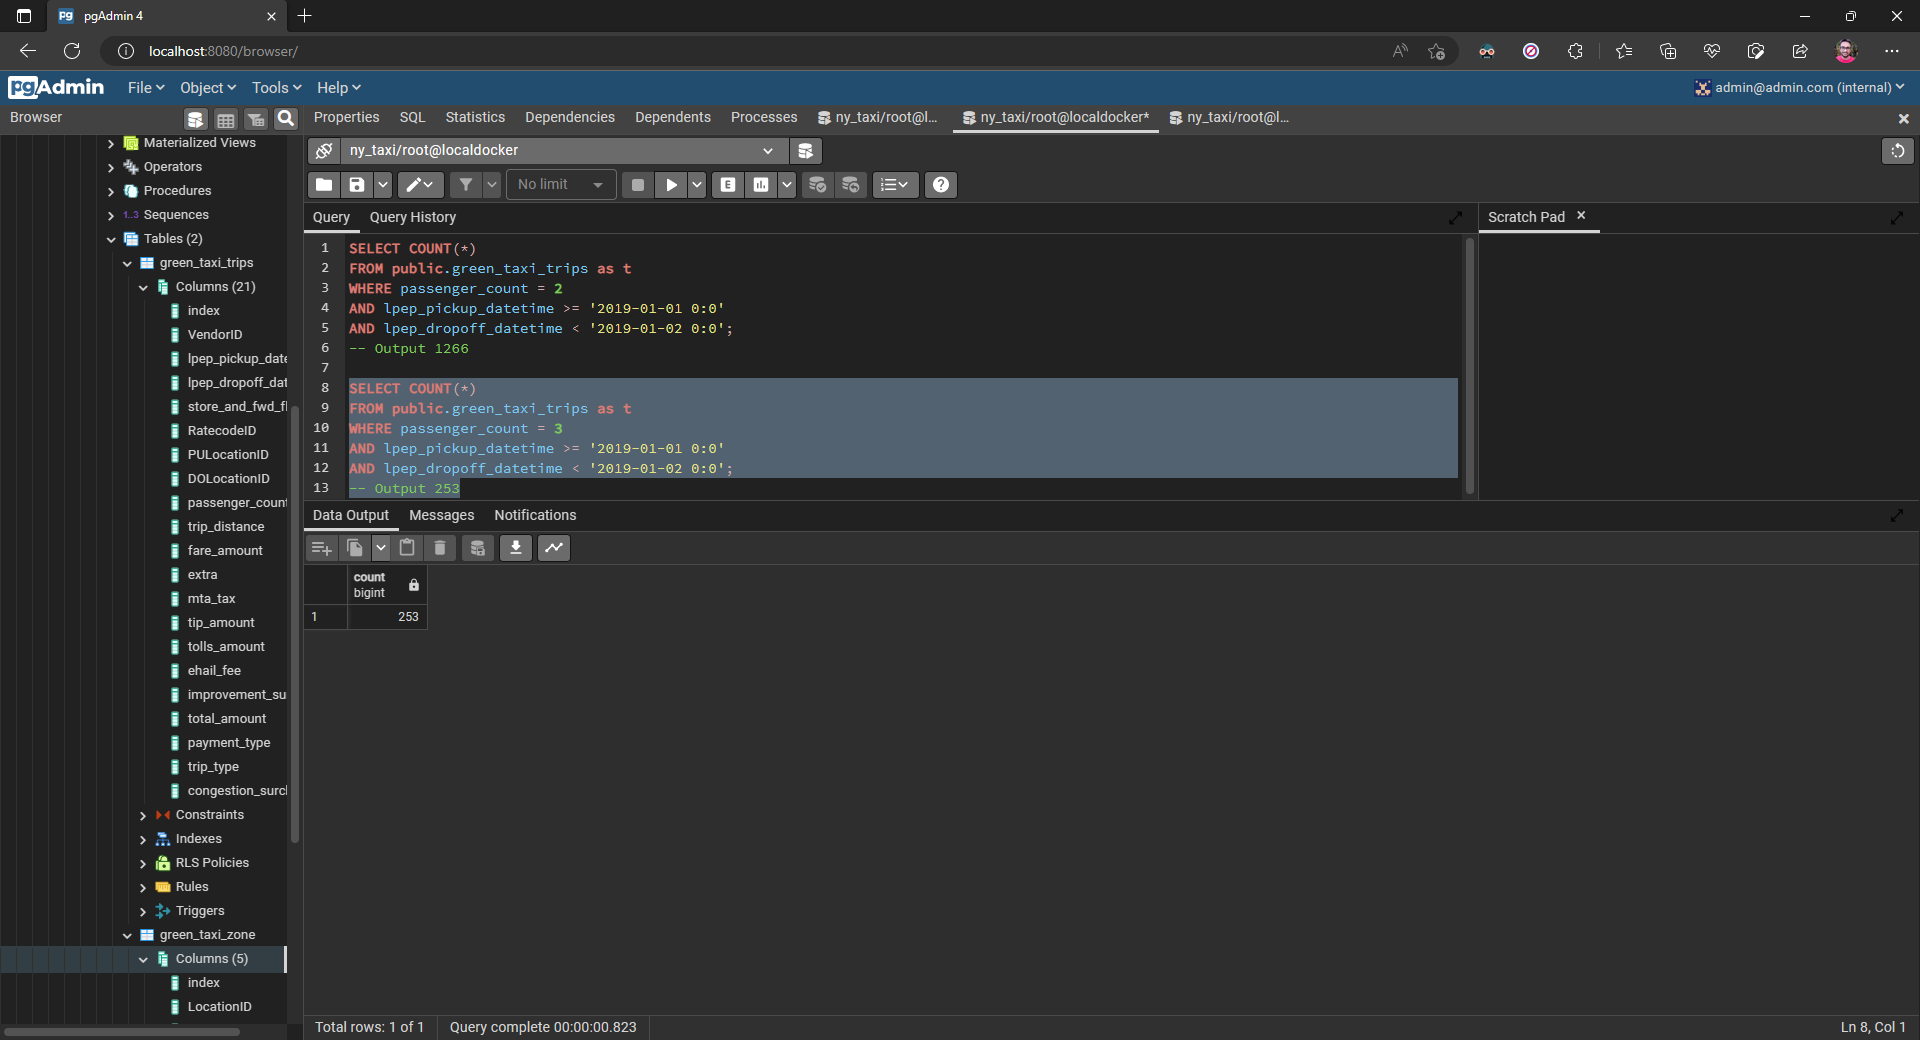 pgAdmin 4
localhost:8080/browser/
pgAdmin File Object Tools Help admin@admin.com (internal)
Browser
Properties SQL Statistics Dependencies Dependents Processes ny_taxi/root@l... ny_taxi/root@localdocker* ny_taxi/root@l...
Materialized Views
Operators
Procedures
1..3 Sequences
Tables (2)
green_taxi_trips
Columns (21)
index
VendorID
lpep_pickup_date
lpep_dropoff_dat
store_and_fwd_fl
RatecodeID
PULocationID
DOLocationID
passenger_count
trip_distance
fare_amount
extra
mta_tax
tip_amount
tolls_amount
ehail_fee
improvement_su
total_amount
payment_type
trip_type
congestion_surcl
Constraints
Indexes
RLS Policies
Rules
Triggers
green_taxi_zone
Columns (5)
index
LocationID
ny_taxi/root@localdocker
No limit
E
Query Query History
Scratch Pad
1 SELECT COUNT(*)
2 FROM public.green_taxi_trips as t
3 WHERE passenger_count = 2
4 AND lpep_pickup_datetime >= '2019-01-01 0:0'
5 AND lpep_dropoff_datetime < '2019-01-02 0:0';
6 -- Output 1266
7
8 SELECT COUNT(*)
9 FROM public.green_taxi_trips as t
10 WHERE passenger_count = 3
11 AND lpep_pickup_datetime >= '2019-01-01 0:0'
12 AND lpep_dropoff_datetime < '2019-01-02 0:0';
13 -- Output 253
Data Output Messages Notifications
count
bigint
1 253
Total rows: 1 of 1 Query complete 00:00:00.823 Ln 8, Col 1